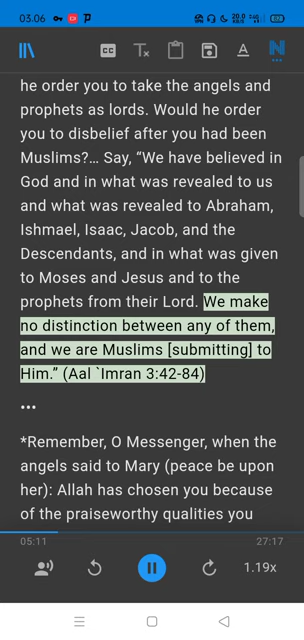 03.06
20.0
KB/S
CC
T
A
N
he order you to take the angels and
prophets as lords. Would he order
you to disbelief after you had been
Muslims?… Say, “We have believed in
God and in what was revealed to us
and what was revealed to Abraham,
Ishmael, Isaac, Jacob, and the
Descendants, and in what was given
to Moses and Jesus and to the
prophets from their Lord. We make
no distinction between any of them,
and we are Muslims [submitting] to
Him.” (Aal `Imran 3:42-84)
•••
*Remember, O Messenger, when the
angels said to Mary (peace be upon
her): Allah has chosen you because
of the praiseworthy qualities you
05:11
27:17
1.19x